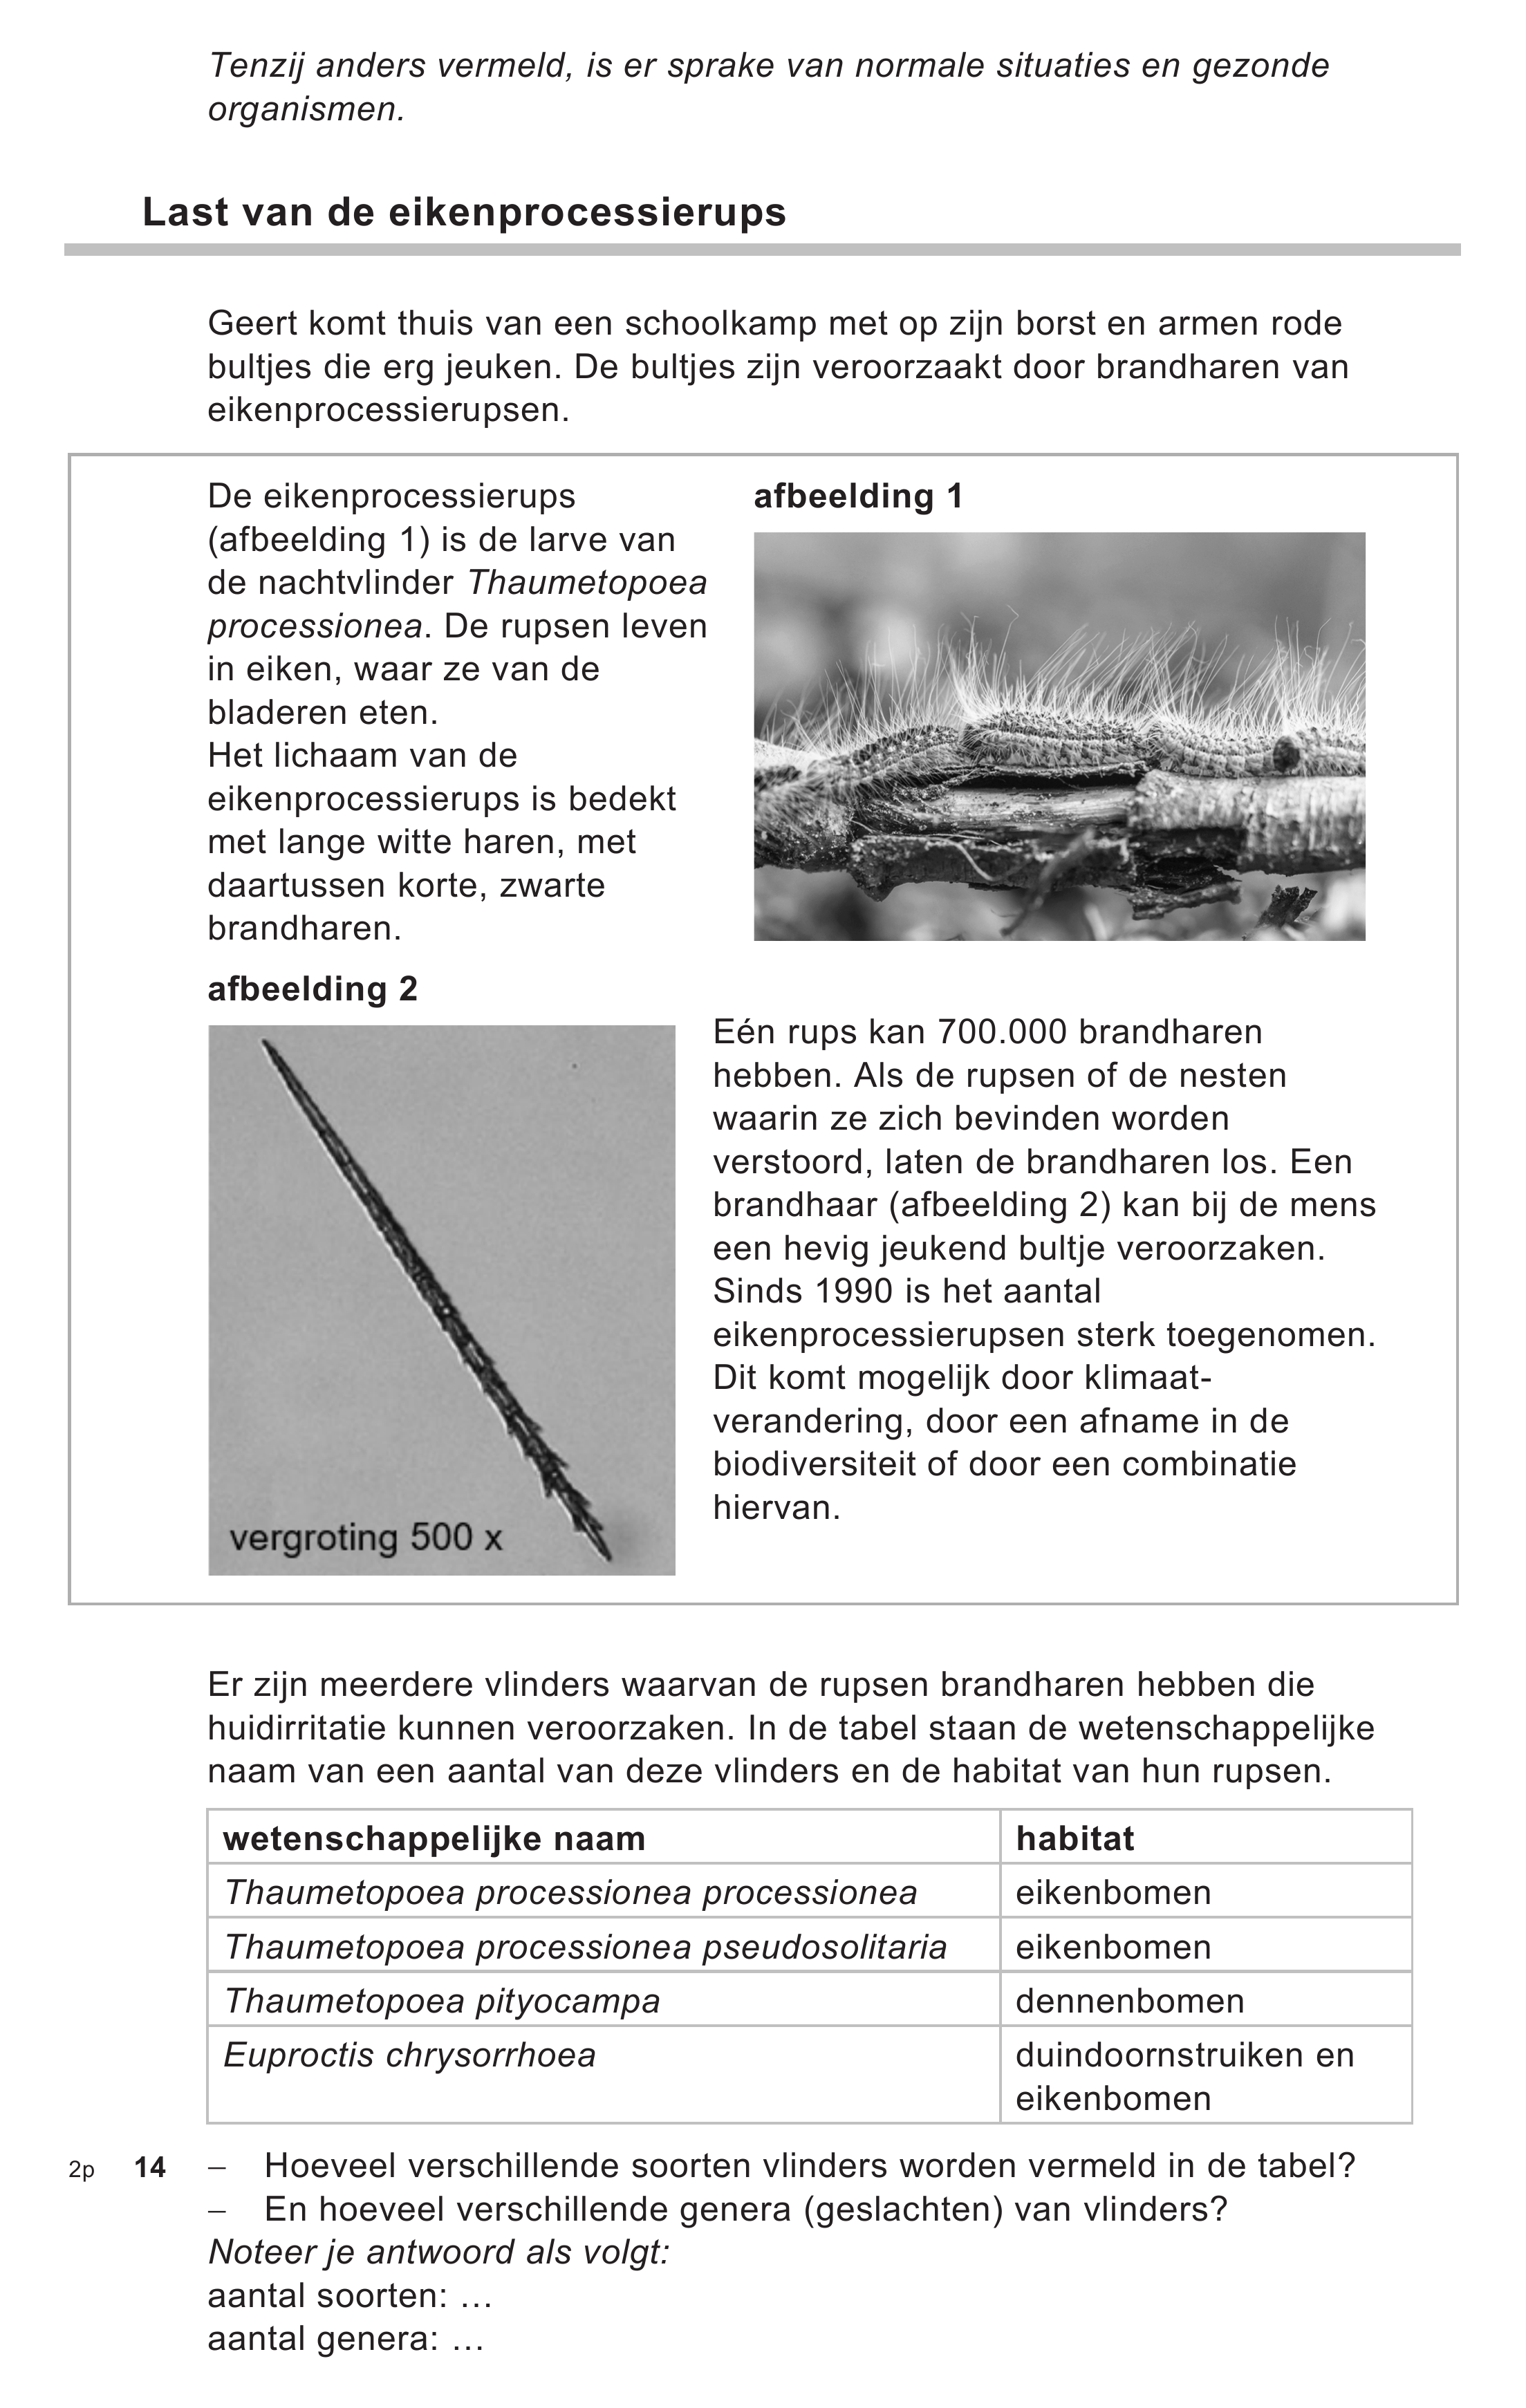 Tenzij anders vermeld, is er sprake van normale situaties en gezonde
organismen.
Last van de eikenprocessierups
Geert komt thuis van een schoolkamp met op zijn borst en armen rode
bultjes die erg jeuken. De bultjes zijn veroorzaakt door brandharen van
eikenprocessierupsen.
De eikenprocessierups
(afbeelding 1) is de larve van
de nachtvlinder Thaumetopoea
processionea. De rupsen leven
in eiken, waar ze van de
bladeren eten.
Het lichaam van de
eikenprocessierups is bedekt
met lange witte haren, met
daartussen korte, zwarte
brandharen.
afbeelding 1
afbeelding 2
vergroting 500 x
Eén rups kan 700.000 brandharen
hebben. Als de rupsen of de nesten
waarin ze zich bevinden worden
verstoord, laten de brandharen los. Een
brandhaar (afbeelding 2) kan bij de mens
een hevig jeukend bultje veroorzaken.
Sinds 1990 is het aantal
eikenprocessierupsen sterk toegenomen.
Dit komt mogelijk door klimaat-
verandering, door een afname in de
biodiversiteit of door een combinatie
hiervan.
Er zijn meerdere vlinders waarvan de rupsen brandharen hebben die
huidirritatie kunnen veroorzaken. In de tabel staan de wetenschappelijke
naam van een aantal van deze vlinders en de habitat van hun rupsen.
wetenschappelijke naam habitat
Thaumetopoea processionea processionea eikenbomen
Thaumetopoea processionea pseudosolitaria eikenbomen
Thaumetopoea pityocampa dennenbomen
Euproctis chrysorrhoea duindoornstruiken en
eikenbomen
2p 14 – Hoeveel verschillende soorten vlinders worden vermeld in de tabel?
– En hoeveel verschillende genera (geslachten) van vlinders?
Noteer je antwoord als volgt:
aantal soorten: …
aantal genera: …